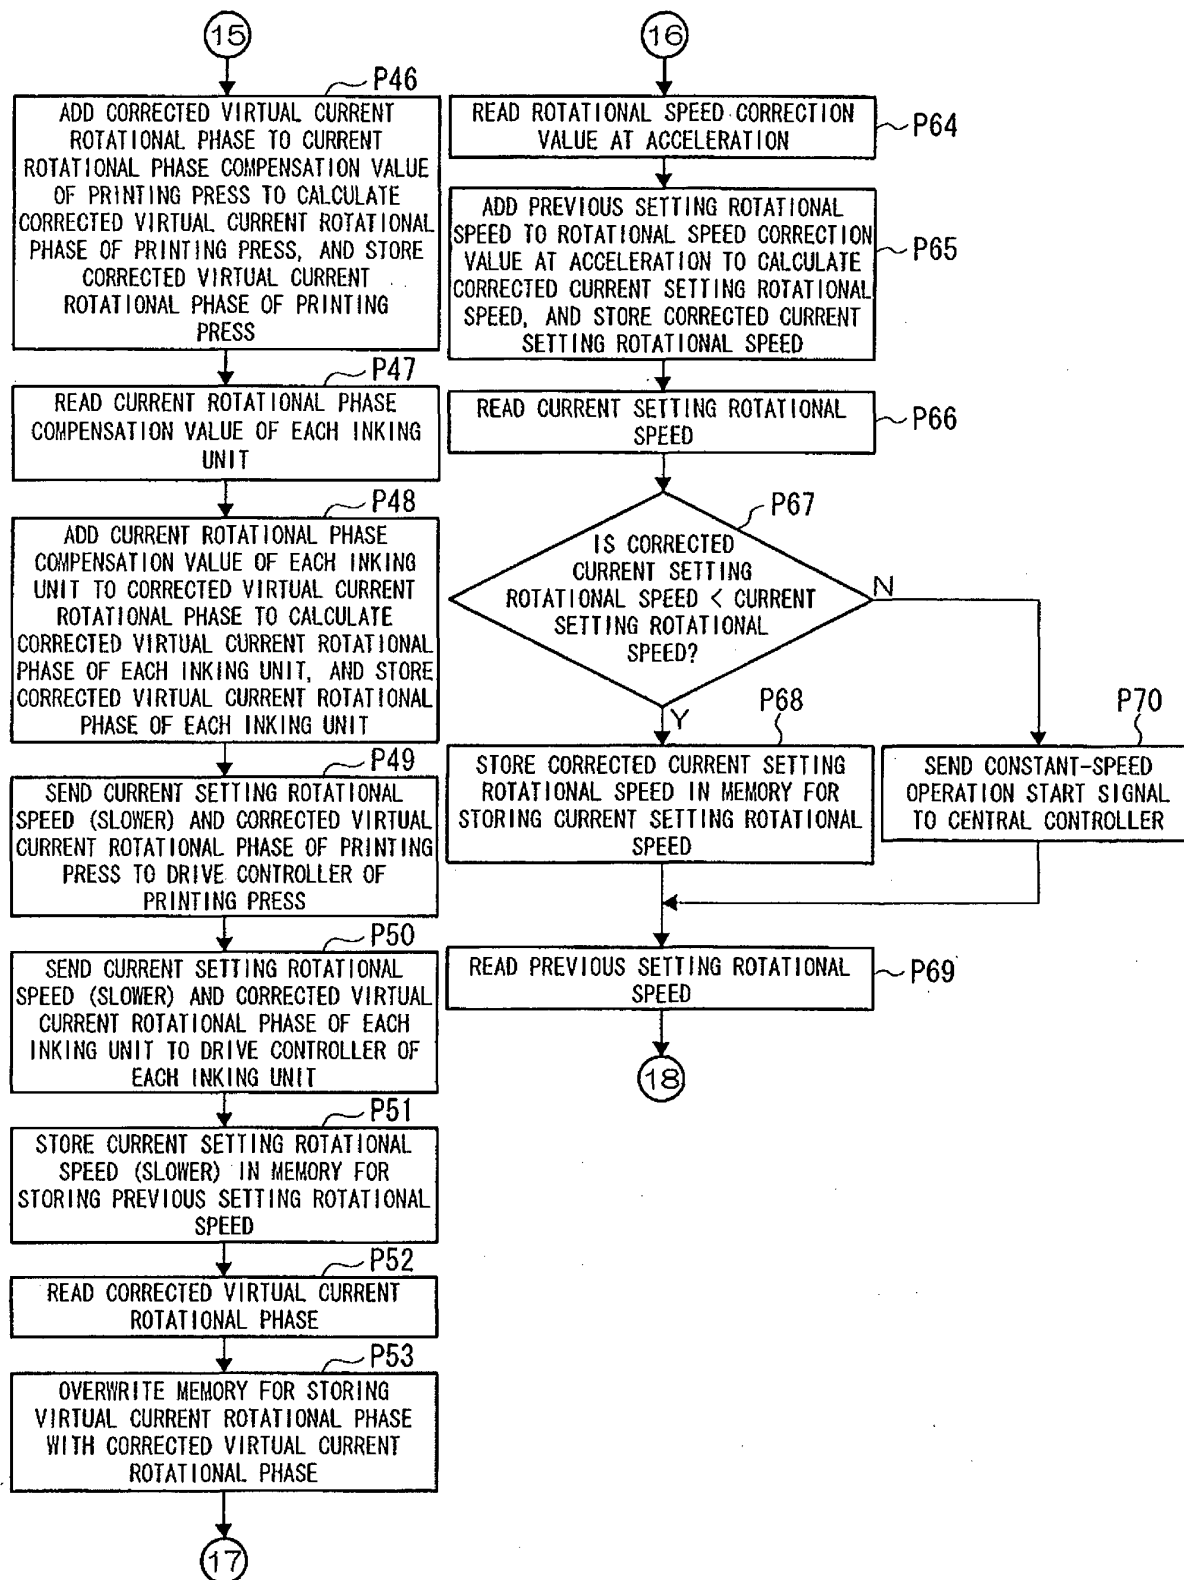 15
P46
ADD CORRECTED VIRTUAL CURRENT
ROTATIONAL PHASE TO CURRENT
ROTATIONAL PHASE COMPENSATION VALUE
OF PRINTING PRESS TO CALCULATE
CORRECTED VIRTUAL CURRENT ROTATIONAL
PHASE OF PRINTING PRESS, AND STORE
CORRECTED VIRTUAL CURRENT
ROTATIONAL PHASE OF PRINTING
PRESS
P47
READ CURRENT ROTATIONAL PHASE
COMPENSATION VALUE OF EACH INKING
UNIT
P48
ADD CURRENT ROTATIONAL PHASE
COMPENSATION VALUE OF EACH INKING
UNIT TO CORRECTED VIRTUAL CURRENT
ROTATIONAL PHASE TO CALCULATE
CORRECTED VIRTUAL CURRENT ROTATIONAL
PHASE OF EACH INKING UNIT, AND STORE
CORRECTED VIRTUAL CURRENT ROTATIONAL
PHASE OF EACH INKING UNIT
P49
SEND CURRENT SETTING ROTATIONAL
SPEED (SLOWER) AND CORRECTED VIRTUAL
CURRENT ROTATIONAL PHASE OF PRINTING
PRESS TO DRIVE CONTROLLER OF
PRINTING PRESS
P50
SEND CURRENT SETTING ROTATIONAL
SPEED (SLOWER) AND CORRECTED VIRTUAL
CURRENT ROTATIONAL PHASE OF EACH
INKING UNIT TO DRIVE CONTROLLER OF
EACH INKING UNIT
P51
STORE CURRENT SETTING ROTATIONAL
SPEED (SLOWER) IN MEMORY FOR
STORING PREVIOUS SETTING ROTATIONAL
SPEED
P52
READ CORRECTED VIRTUAL CURRENT
ROTATIONAL PHASE
P53
OVERWRITE MEMORY FOR STORING
VIRTUAL CURRENT ROTATIONAL PHASE
WITH CORRECTED VIRTUAL CURRENT
ROTATIONAL PHASE
17
16
READ ROTATIONAL SPEED CORRECTION
VALUE AT ACCELERATION
P64
ADD PREVIOUS SETTING ROTATIONAL
SPEED TO ROTATIONAL SPEED CORRECTION
VALUE AT ACCELERATION TO CALCULATE
CORRECTED CURRENT SETTING ROTATIONAL
SPEED, AND STORE CORRECTED CURRENT
SETTING ROTATIONAL SPEED
P65
READ CURRENT SETTING ROTATIONAL
SPEED
P66
P67
IS CORRECTED
CURRENT SETTING
ROTATIONAL SPEED < CURRENT
SETTING ROTATIONAL
SPEED?
N
Y
P68
STORE CORRECTED CURRENT SETTING
ROTATIONAL SPEED IN MEMORY FOR
STORING CURRENT SETTING ROTATIONAL
SPEED
P70
SEND CONSTANT-SPEED
OPERATION START SIGNAL
TO CENTRAL CONTROLLER
READ PREVIOUS SETTING ROTATIONAL
SPEED
P69
18